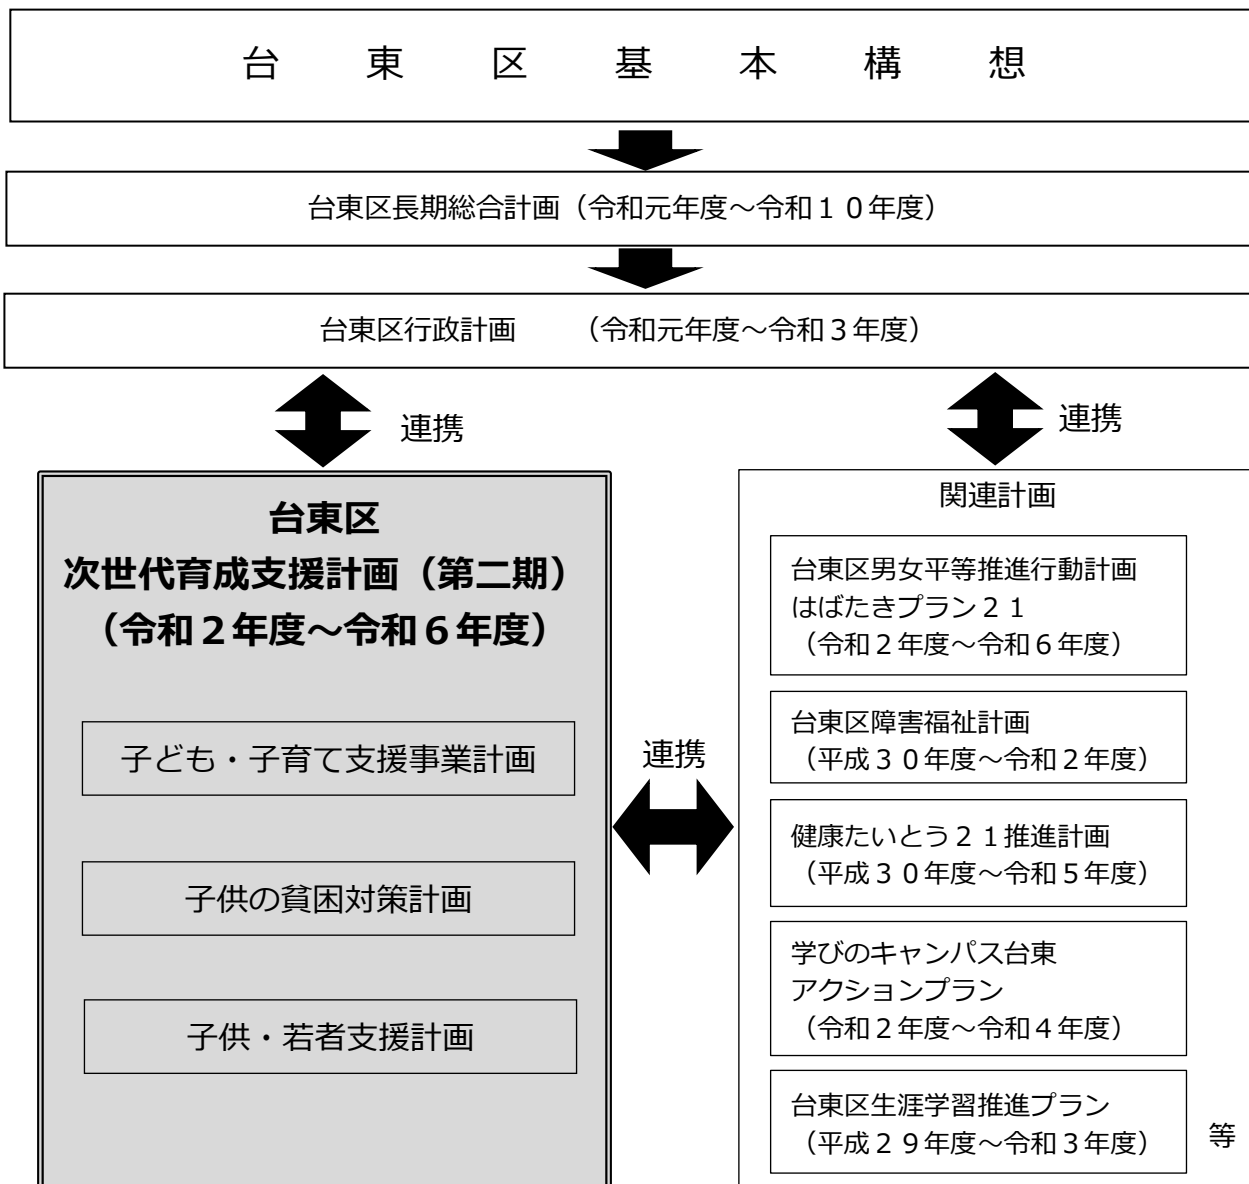 台東区基本構想
台東区長期総合計画（令和元年度～令和１０年度）
台東区行政計画　　（令和元年度～令和３年度）
連携
連携
台東区
次世代育成支援計画（第二期）
（令和２年度～令和６年度）
子ども・子育て支援事業計画
子供の貧困対策計画
子供・若者支援計画
連携
関連計画
台東区男女平等推進行動計画
はばたきプラン２１
（令和２年度～令和６年度）
台東区障害福祉計画
（平成３０年度～令和２年度）
健康たいとう２１推進計画
（平成３０年度～令和５年度）
学びのキャンパス台東
アクションプラン
（令和２年度～令和４年度）
台東区生涯学習推進プラン
（平成２９年度～令和３年度）
等